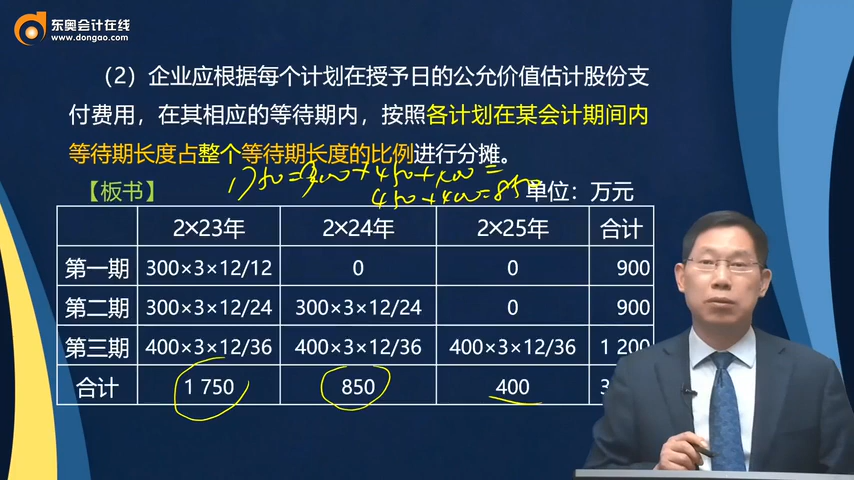 东奥会计在线
www.dongao.com
（2）企业应根据每个计划在授予日的公允价值估计股份支
付费用，在其相应的等待期内，按照各计划在某会计期间内
等待期长度占整个等待期长度的比例进行分摊。
【板书】 单位：万元
450+400=850
2×23年 2×24年 2×25年 合计
第一期 300×3×12/12 0 0 900
第二期 300×3×12/24 300×3×12/24 0 900
第三期 400×3×12/36 400×3×12/36 400×3×12/36 1 200
合计 1 750 850 400 3